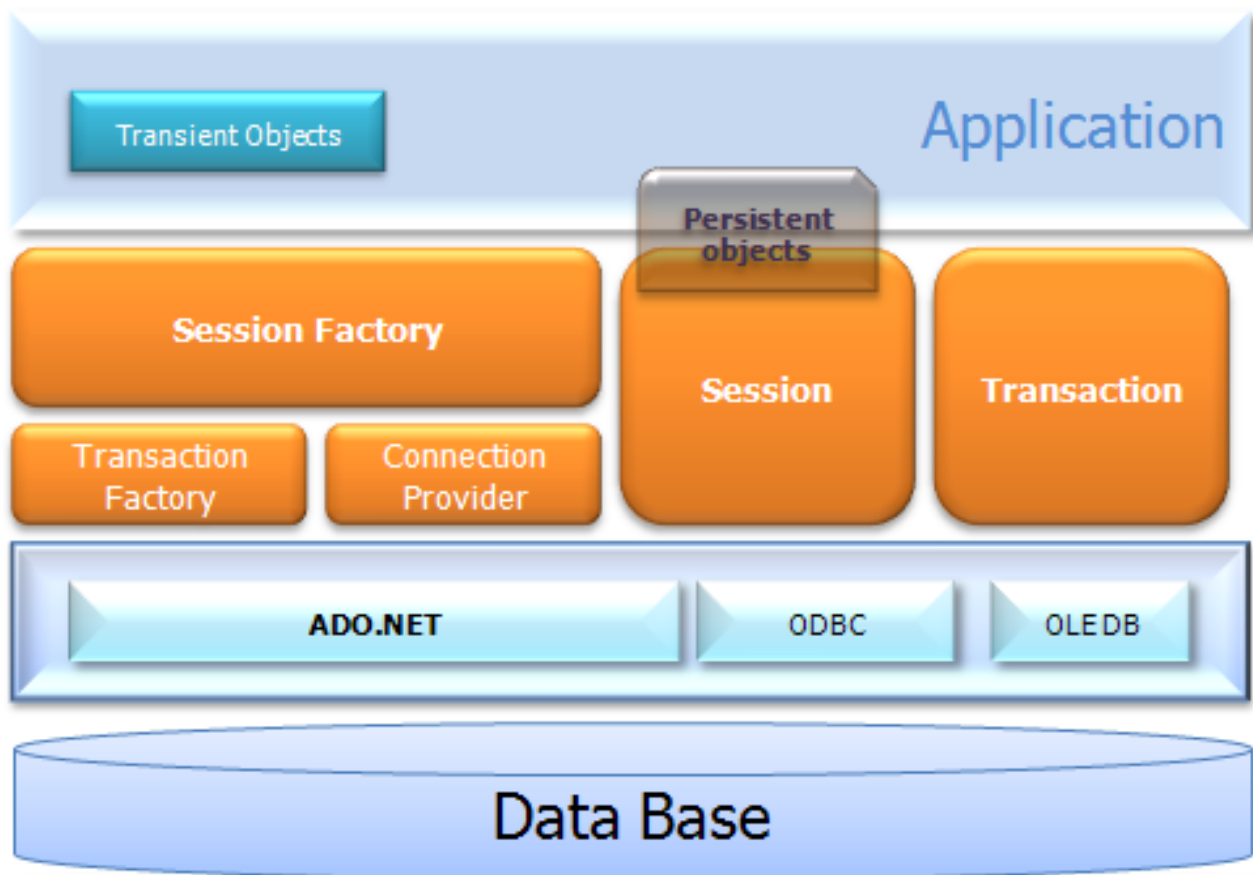 Transient Objects
Application
Persistent
objects
Session Factory
Session
Transaction
Transaction
Factory
Connection
Provider
ADO.NET
ODBC
OLEDB
Data Base